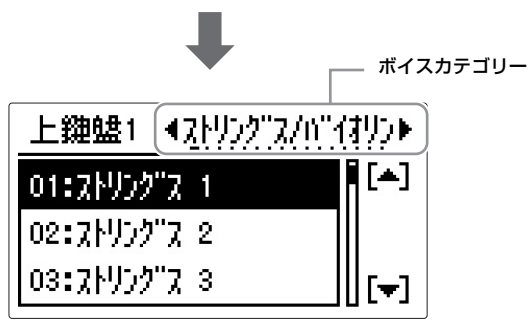 ボイスカテゴリー
上鍵盤1 ◀ストリングス/バイオリン▶
01:ストリングス 1 [▲]
02:ストリングス 2
03:ストリングス 3 [▼]